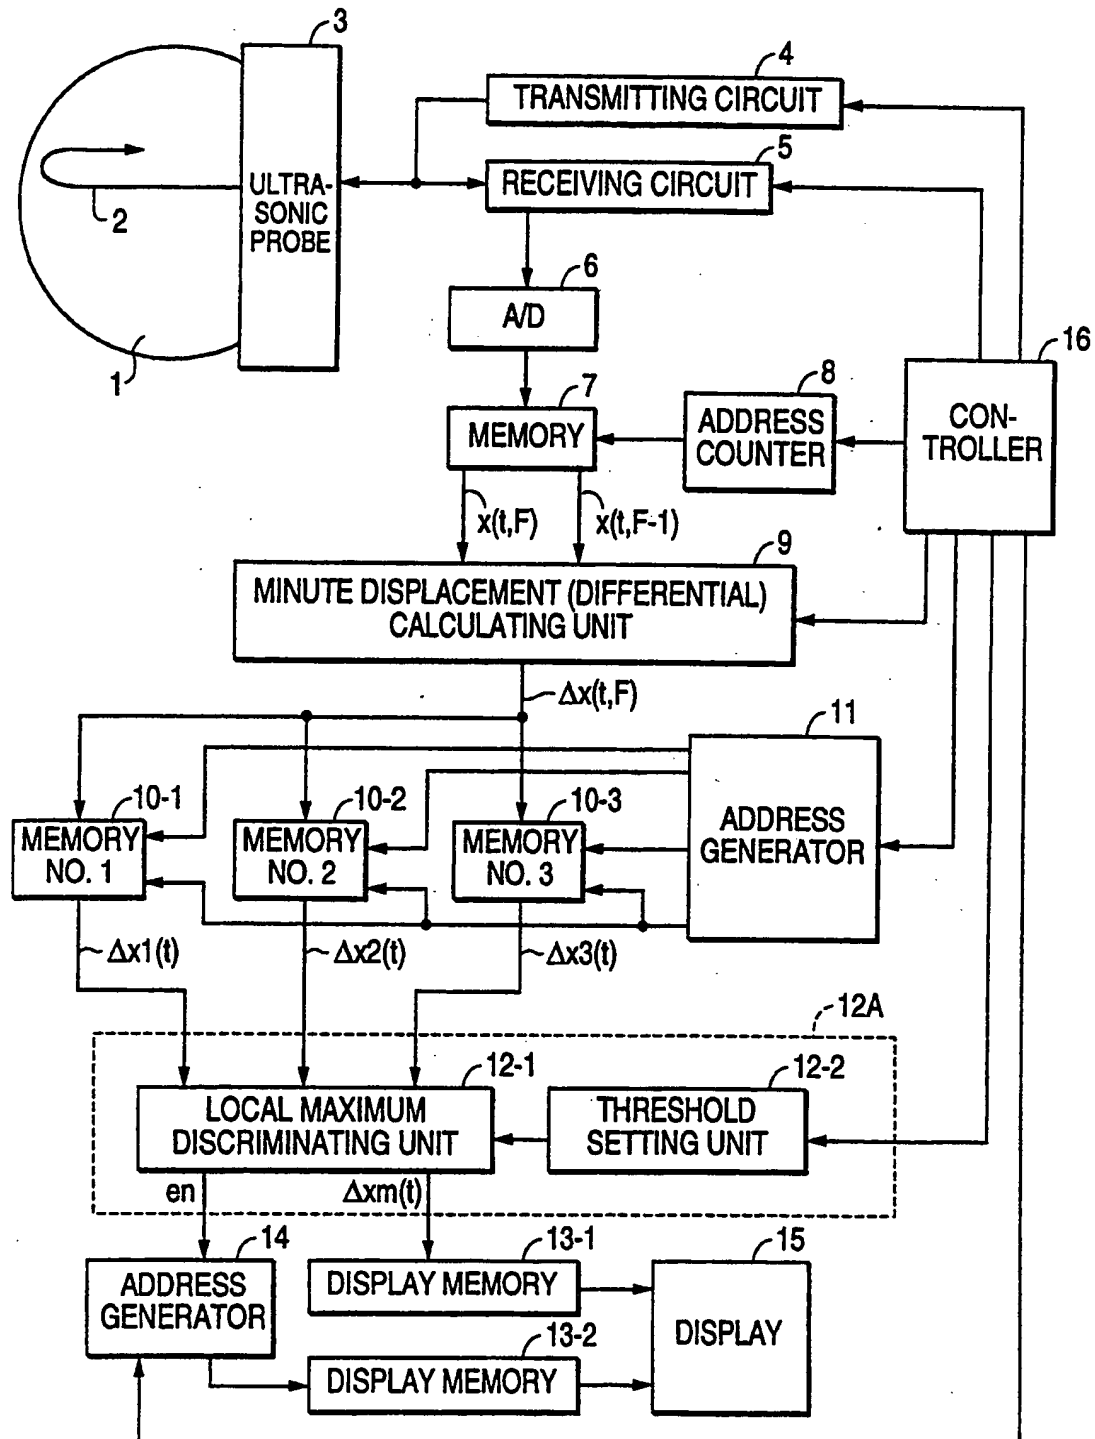 3
4
TRANSMITTING CIRCUIT
5
RECEIVING CIRCUIT
ULTRA-
SONIC
PROBE
2
1
6
A/D
16
CON-
TROLLER
7
MEMORY
8
ADDRESS
COUNTER
x(t,F)
x(t,F-1)
9
MINUTE DISPLACEMENT (DIFFERENTIAL)
CALCULATING UNIT
Δx(t,F)
11
ADDRESS
GENERATOR
10-1
MEMORY
NO. 1
10-2
MEMORY
NO. 2
10-3
MEMORY
NO. 3
Δx1(t)
Δx2(t)
Δx3(t)
12A
12-1
LOCAL MAXIMUM
DISCRIMINATING UNIT
12-2
THRESHOLD
SETTING UNIT
en
Δxm(t)
14
ADDRESS
GENERATOR
13-1
DISPLAY MEMORY
13-2
DISPLAY MEMORY
15
DISPLAY